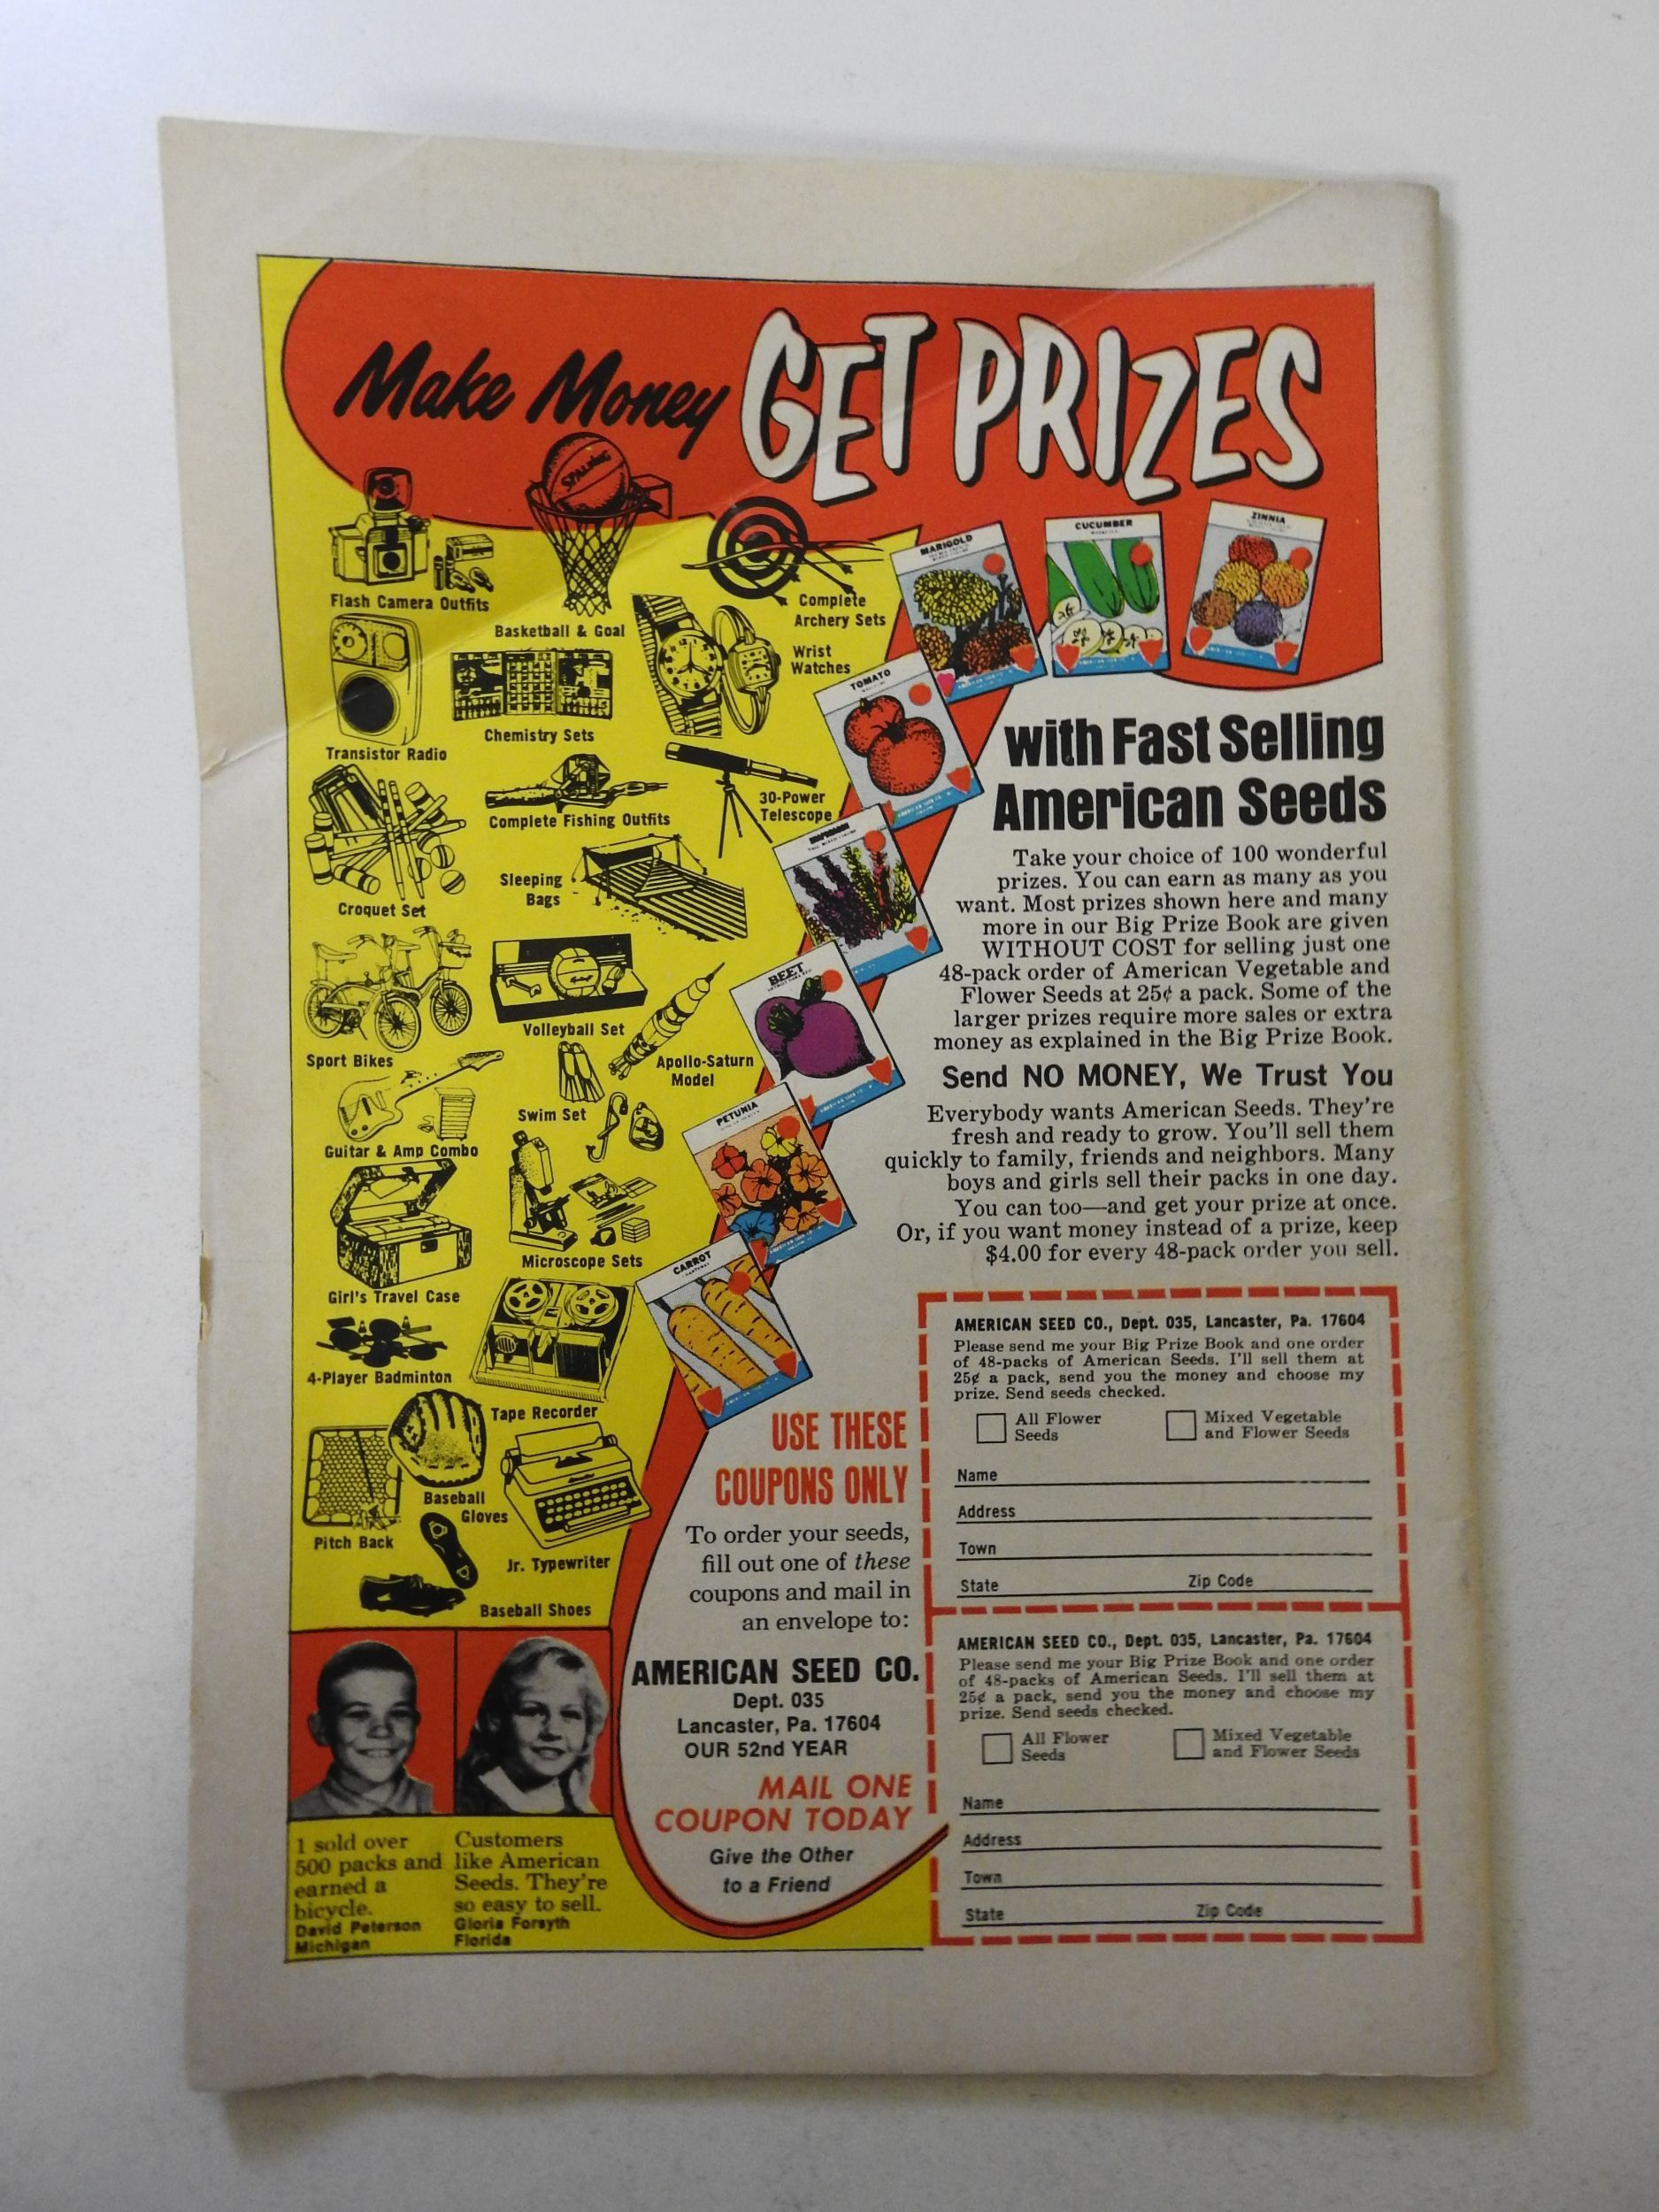 Make Money GET PRIZES
SPALDING
Flash Camera Outfits
Basketball & Goal
Complete
Archery Sets
Wrist
Watches
Transistor Radio
Chemistry Sets
30-Power
Telescope
Complete Fishing Outfits
Croquet Set
Sleeping
Bags
Sport Bikes
Volleyball Set
Apollo-Saturn
Model
Swim Set
Guitar & Amp Combo
Microscope Sets
Girl's Travel Case
4-Player Badminton
Tape Recorder
Baseball
Gloves
Pitch Back
Jr. Typewriter
Baseball Shoes
MARIGOLD
CUCUMBER
ZINNIA
TOMATO
BEET
PETUNIA
CARROT
with Fast Selling
American Seeds
Take your choice of 100 wonderful
prizes. You can earn as many as you
want. Most prizes shown here and many
more in our Big Prize Book are given
WITHOUT COST for selling just one
48-pack order of American Vegetable and
Flower Seeds at 25¢ a pack. Some of the
larger prizes require more sales or extra
money as explained in the Big Prize Book.
Send NO MONEY, We Trust You
Everybody wants American Seeds. They're
fresh and ready to grow. You'll sell them
quickly to family, friends and neighbors. Many
boys and girls sell their packs in one day.
You can too—and get your prize at once.
Or, if you want money instead of a prize, keep
$4.00 for every 48-pack order you sell.
USE THESE
COUPONS ONLY
To order your seeds,
fill out one of these
coupons and mail in
an envelope to:
AMERICAN SEED CO.
Dept. 035
Lancaster, Pa. 17604
OUR 52nd YEAR
MAIL ONE
COUPON TODAY
Give the Other
to a Friend
AMERICAN SEED CO., Dept. 035, Lancaster, Pa. 17604
Please send me your Big Prize Book and one order
of 48-packs of American Seeds. I'll sell them at
25¢ a pack, send you the money and choose my
prize. Send seeds checked.
All Flower
Seeds
Mixed Vegetable
and Flower Seeds
Name
Address
Town
State Zip Code
AMERICAN SEED CO., Dept. 035, Lancaster, Pa. 17604
Please send me your Big Prize Book and one order
of 48-packs of American Seeds. I'll sell them at
25¢ a pack, send you the money and choose my
prize. Send seeds checked.
All Flower
Seeds
Mixed Vegetable
and Flower Seeds
Name
Address
Town
State Zip Code
I sold over
500 packs and
earned a
bicycle.
David Peterson
Michigan
Customers
like American
Seeds. They're
so easy to sell.
Gloria Forsyth
Florida